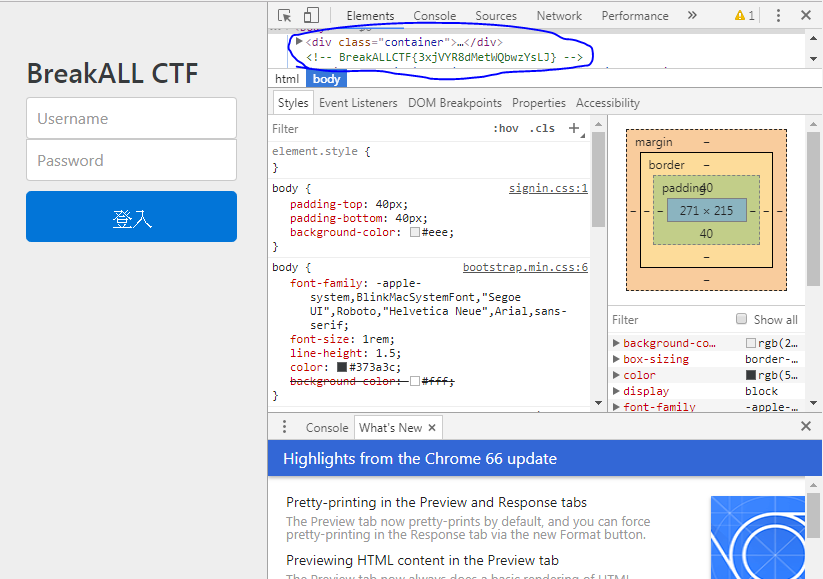 BreakALL CTF
Username
Password
登入
Elements Console Sources Network Performance » 1
<div class="container">…</div>
<!-- BreakALLCTF{3xjVYR8dMetWQbwzYsLJ} -->
html body
Styles Event Listeners DOM Breakpoints Properties Accessibility
Filter :hov .cls +
element.style {
}
body { signin.css:1
padding-top: 40px;
padding-bottom: 40px;
background-color: #eee;
}
body { bootstrap.min.css:6
font-family: -apple-
system,BlinkMacSystemFont,"Segoe
UI",Roboto,"Helvetica Neue",Arial,sans-
serif;
font-size: 1rem;
line-height: 1.5;
color: #373a3c;
background-color: #fff;
}
margin –
border –
padding 40
– – – 271 × 215 – – –
40
–
–
Filter Show all
background-co… rgb(2…
box-sizing border-…
color rgb(5…
display block
font-family -apple-…
Console What's New ×
Highlights from the Chrome 66 update
Pretty-printing in the Preview and Response tabs
The Preview tab now pretty-prints by default, and you can force
pretty-printing in the Response tab via the new Format button.
Previewing HTML content in the Preview tab